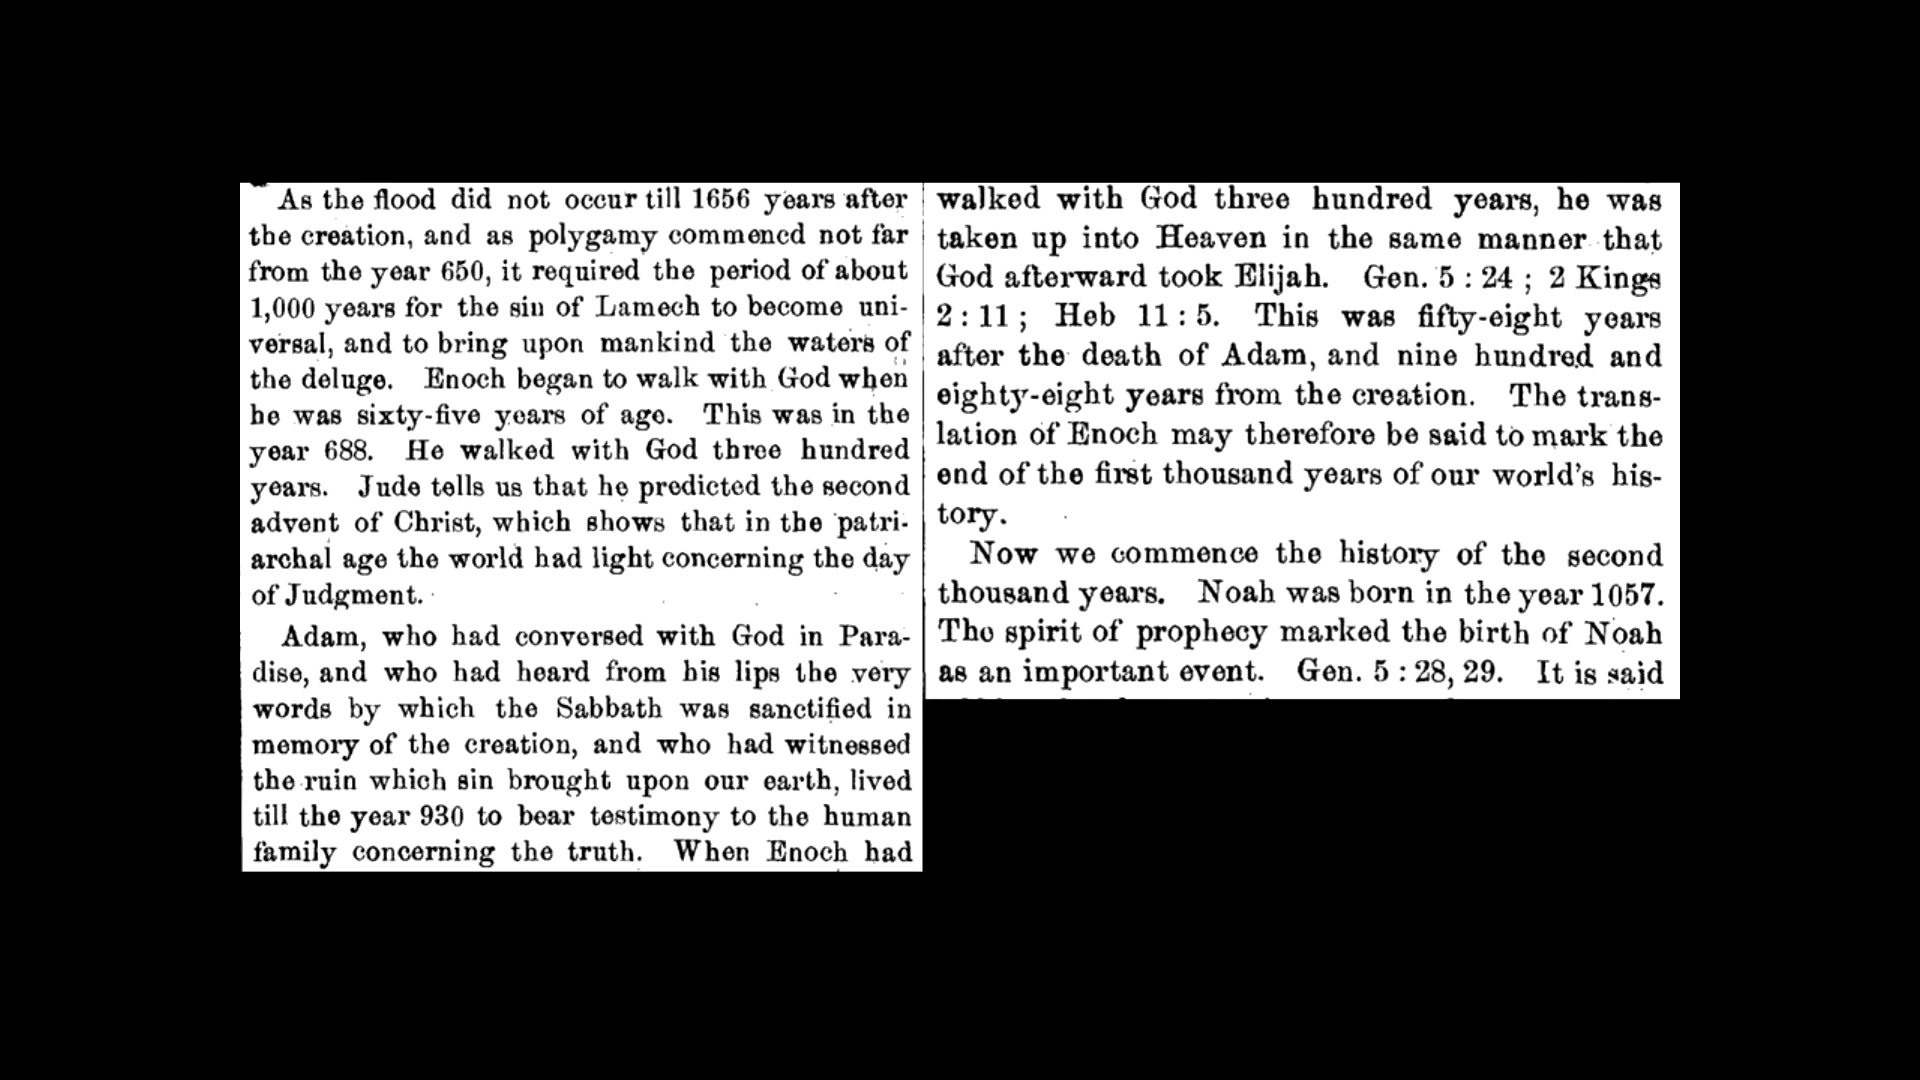 As the flood did not occur till 1656 years after
the creation, and as polygamy commencd not far
from the year 650, it required the period of about
1,000 years for the sin of Lamech to become uni-
versal, and to bring upon mankind the waters of
the deluge. Enoch began to walk with God when
he was sixty-five years of age. This was in the
year 688. He walked with God three hundred
years. Jude tells us that he predicted the second
advent of Christ, which shows that in the patri-
archal age the world had light concerning the day
of Judgment.
Adam, who had conversed with God in Para-
dise, and who had heard from his lips the very
words by which the Sabbath was sanctified in
memory of the creation, and who had witnessed
the ruin which sin brought upon our earth, lived
till the year 930 to bear testimony to the human
family concerning the truth. When Enoch had
walked with God three hundred years, he was
taken up into Heaven in the same manner that
God afterward took Elijah. Gen. 5 : 24 ; 2 Kings
2 : 11 ; Heb 11 : 5. This was fifty-eight years
after the death of Adam, and nine hundred and
eighty-eight years from the creation. The trans-
lation of Enoch may therefore be said to mark the
end of the first thousand years of our world's his-
tory.
Now we commence the history of the second
thousand years. Noah was born in the year 1057.
The spirit of prophecy marked the birth of Noah
as an important event. Gen. 5 : 28, 29. It is said